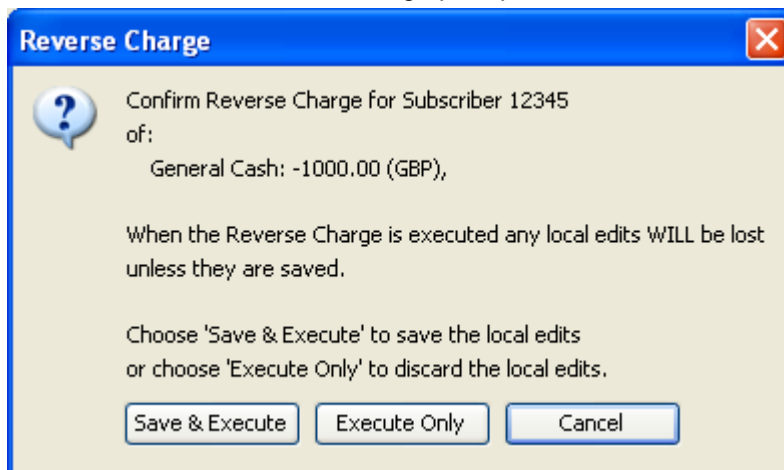 Reverse Charge
Confirm Reverse Charge for Subscriber 12345
of:
General Cash: -1000.00 (GBP),
When the Reverse Charge is executed any local edits WILL be lost
unless they are saved.
Choose 'Save & Execute' to save the local edits
or choose 'Execute Only' to discard the local edits.
Save & Execute Execute Only Cancel